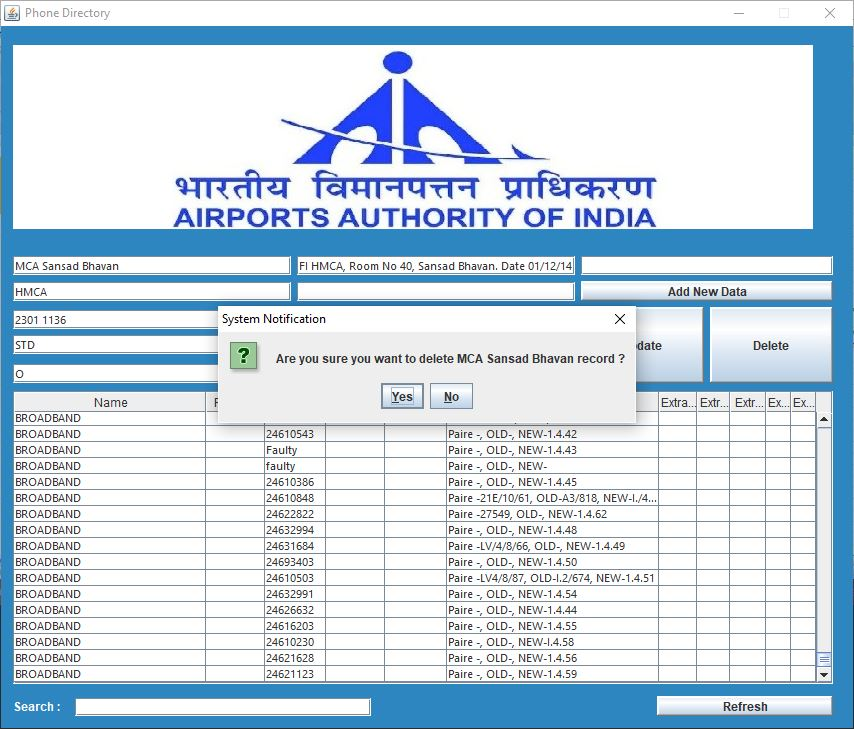 Phone Directory
भारतीय विमानपत्तन प्राधिकरण
AIRPORTS AUTHORITY OF INDIA
MCA Sansad Bhavan FI HMCA, Room No 40, Sansad Bhavan. Date 01/12/14
HMCA Add New Data
2301 1136
STD
O
date Delete
System Notification
? Are you sure you want to delete MCA Sansad Bhavan record ?
Yes No
Name Extra... Extr... Extr... Ex... Ex...
BROADBAND
BROADBAND 24610543 Paire -, OLD-, NEW-1.4.42
BROADBAND Faulty Paire -, OLD-, NEW-1.4.43
BROADBAND faulty Paire -, OLD-, NEW-
BROADBAND 24610386 Paire -, OLD-, NEW-1.4.45
BROADBAND 24610848 Paire -21E/10/61, OLD-A3/818, NEW-I./4...
BROADBAND 24622822 Paire -27549, OLD-, NEW-1.4.62
BROADBAND 24632994 Paire -, OLD-, NEW-1.4.48
BROADBAND 24631684 Paire -LV/4/8/66, OLD-, NEW-1.4.49
BROADBAND 24693403 Paire -, OLD-, NEW-1.4.50
BROADBAND 24610503 Paire -LV4/8/87, OLD-I.2/674, NEW-1.4.51
BROADBAND 24632991 Paire -, OLD-, NEW-1.4.54
BROADBAND 24626632 Paire -, OLD-, NEW-1.4.44
BROADBAND 24616203 Paire -, OLD-, NEW-1.4.55
BROADBAND 24610230 Paire -, OLD-, NEW-I.4.58
BROADBAND 24621628 Paire -, OLD-, NEW-1.4.56
BROADBAND 24621123 Paire -, OLD-, NEW-1.4.59
Search : Refresh